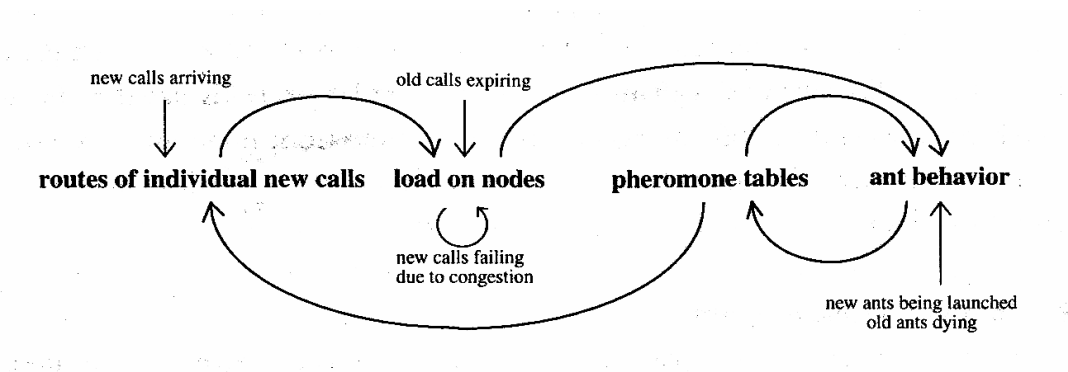 new calls arriving
old calls expiring
routes of individual new calls
load on nodes
pheromone tables
ant behavior
new calls failing
due to congestion
new ants being launched
old ants dying